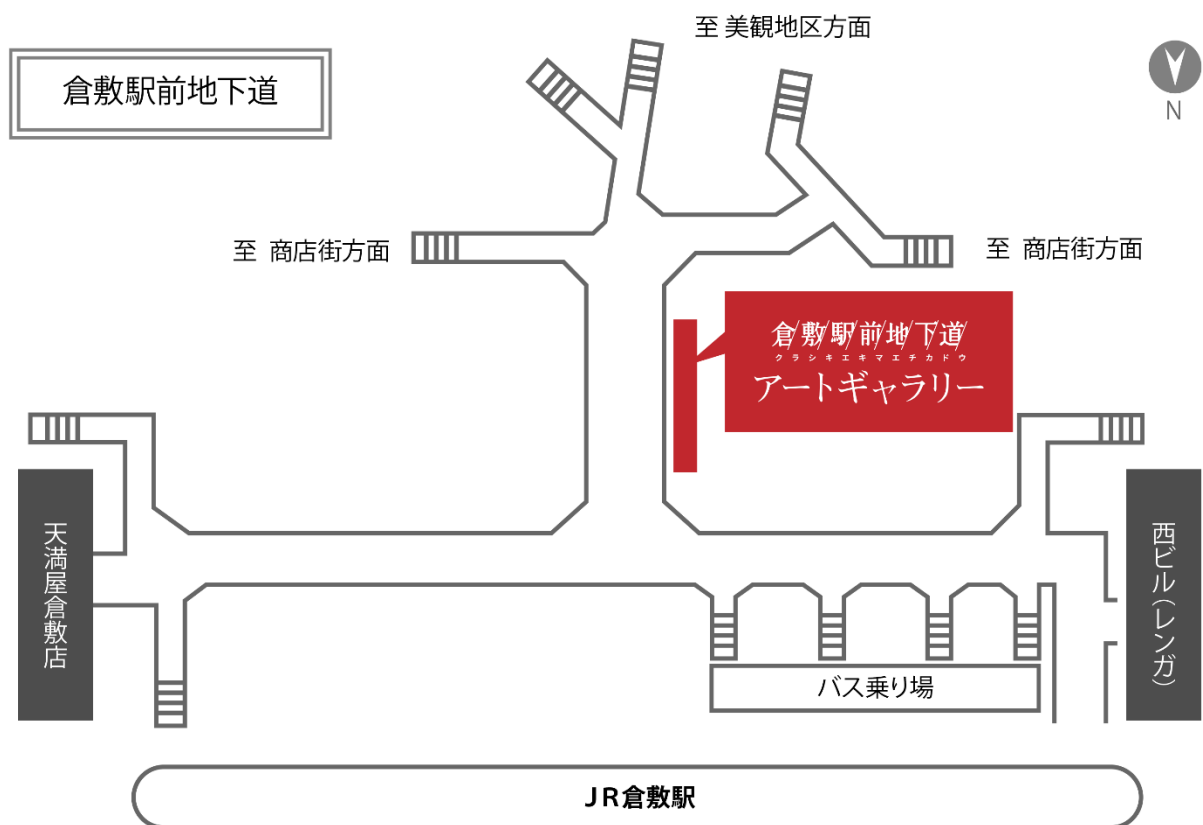 至 美観地区方面
倉敷駅前地下道
N
至 商店街方面
至 商店街方面
倉敷駅前地下道
クラシキエキマエチカドウ
アートギャラリー
天満屋倉敷店
西ビル(レンガ)
バス乗り場
JR倉敷駅